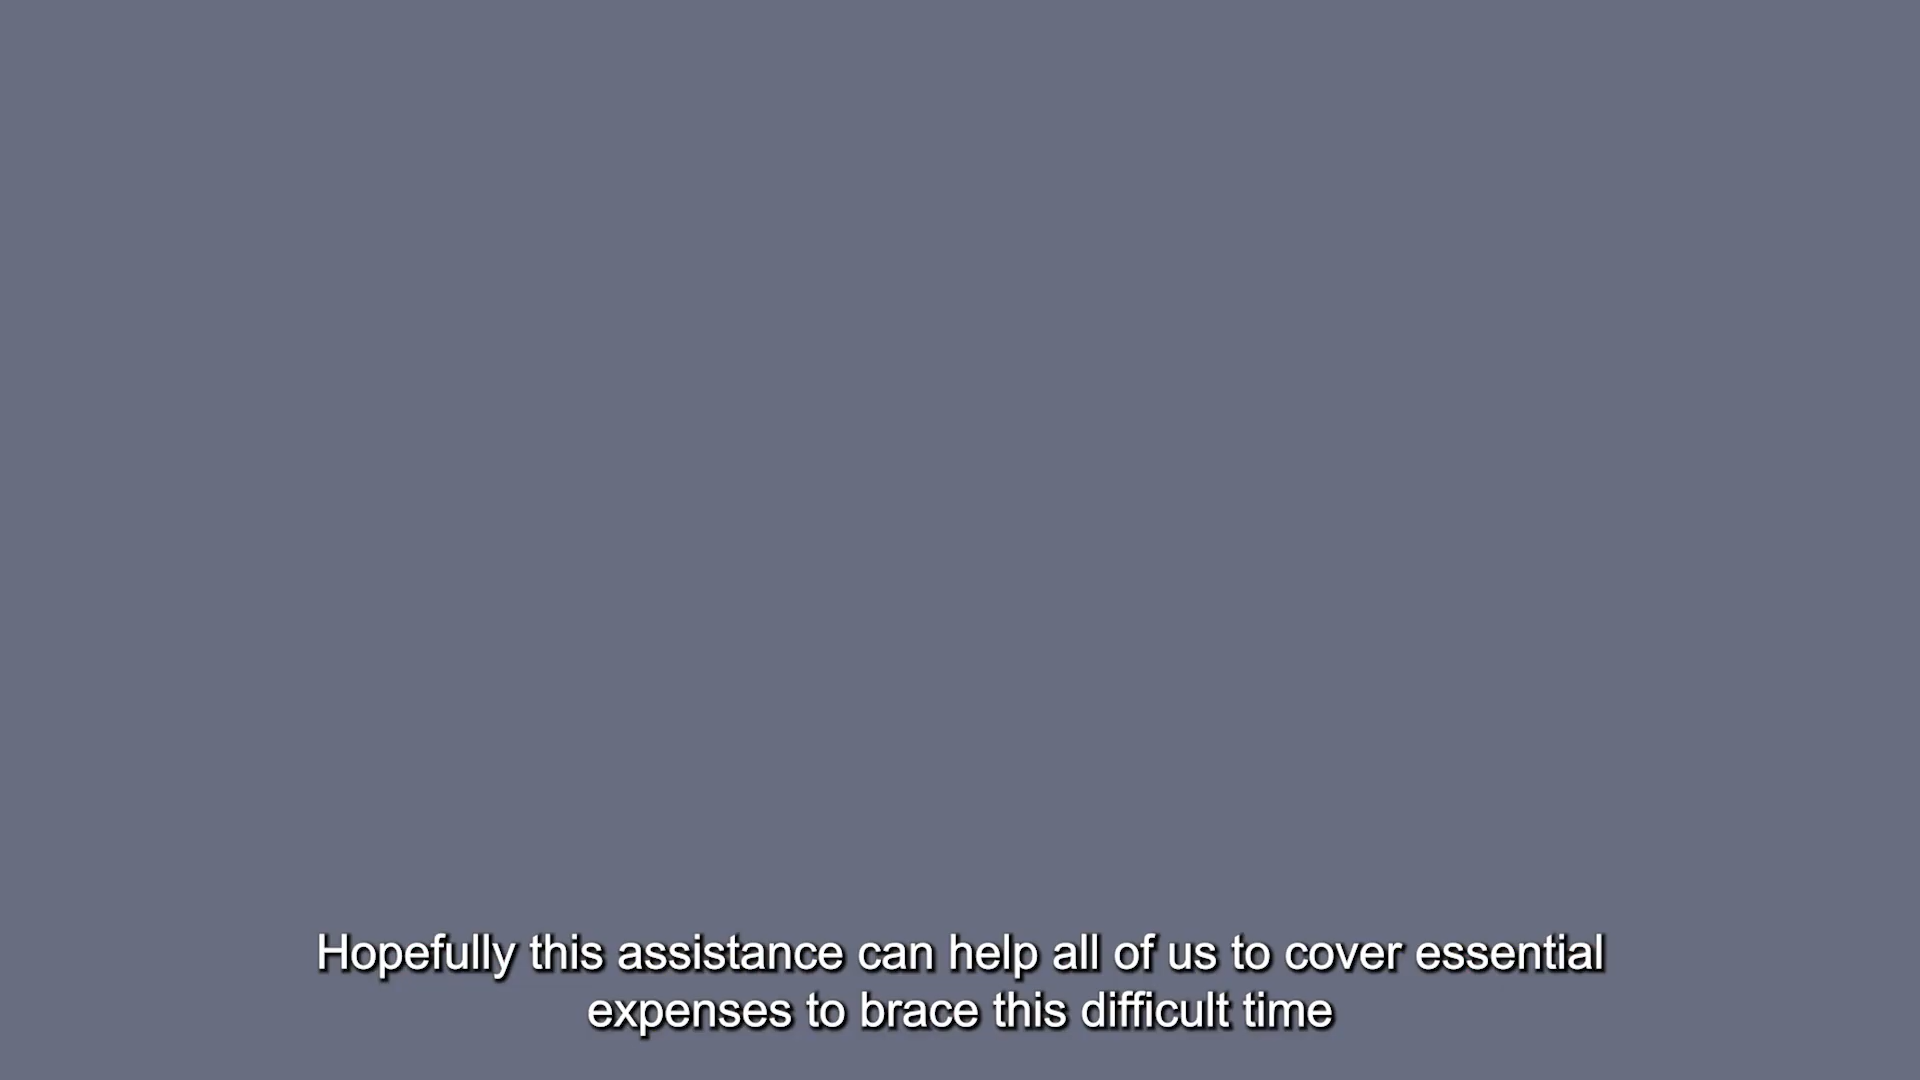 Hopefully this assistance can help all of us to cover essential
expenses to brace this difficult time